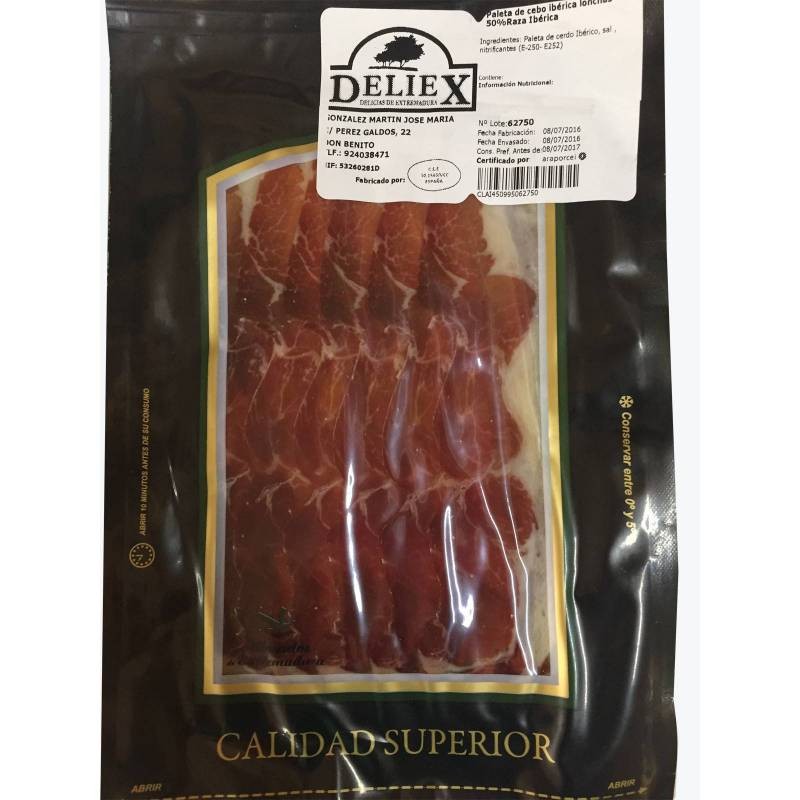 DELIEX
DELICIAS DE EXTREMADURA
GONZALEZ MARTIN JOSE MARIA
C/ PEREZ GALDOS, 22
DON BENITO
TLF.: 924038471
NIF: 53260281D
Fabricado por:
ESPAÑA
Paleta de cebo ibérica lonchas
50%Raza Ibérica
Ingredientes: Paleta de cerdo Ibérico, sal ,
nitrificantes (E-250- E252)
Contiene:
Información Nutricional:
Nº Lote:62750
Fecha Fabricación: 08/07/2016
Fecha Envasado: 08/07/2016
Cons. Pref. Antes de:08/07/2017
Certificado por araporcei
CLAI450995062750
ABRIR 10 MINUTOS ANTES DE SU CONSUMO
Conservar entre 0º y 5º
CALIDAD SUPERIOR
ABRIR
ABRIR